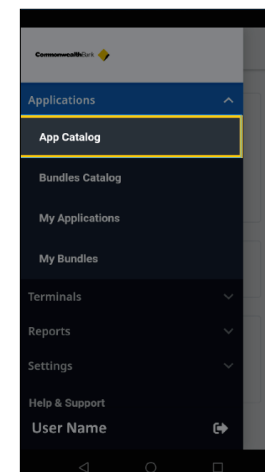 CommonwealthBank
Applications
App Catalog
Bundles Catalog
My Applications
My Bundles
Terminals
Reports
Settings
Help & Support
User Name